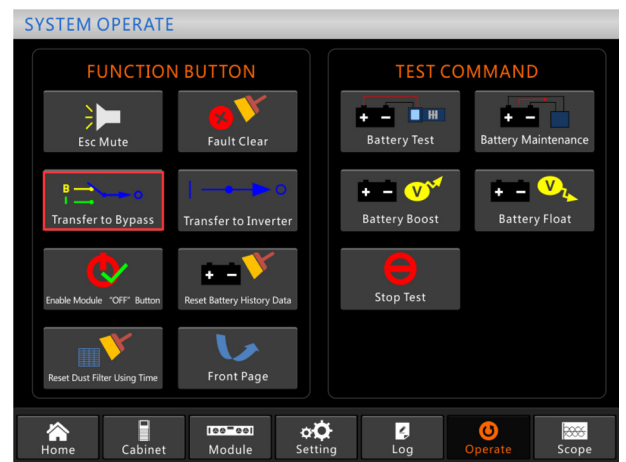 SYSTEM OPERATE
FUNCTION BUTTON
Esc Mute
Fault Clear
B
I
Transfer to Bypass
Transfer to Inverter
Enable Module "OFF" Button
Reset Battery History Data
Reset Dust Filter Using Time
Front Page
TEST COMMAND
Battery Test
Battery Maintenance
V
Battery Boost
V
Battery Float
Stop Test
Home
Cabinet
Module
Setting
Log
Operate
Scope